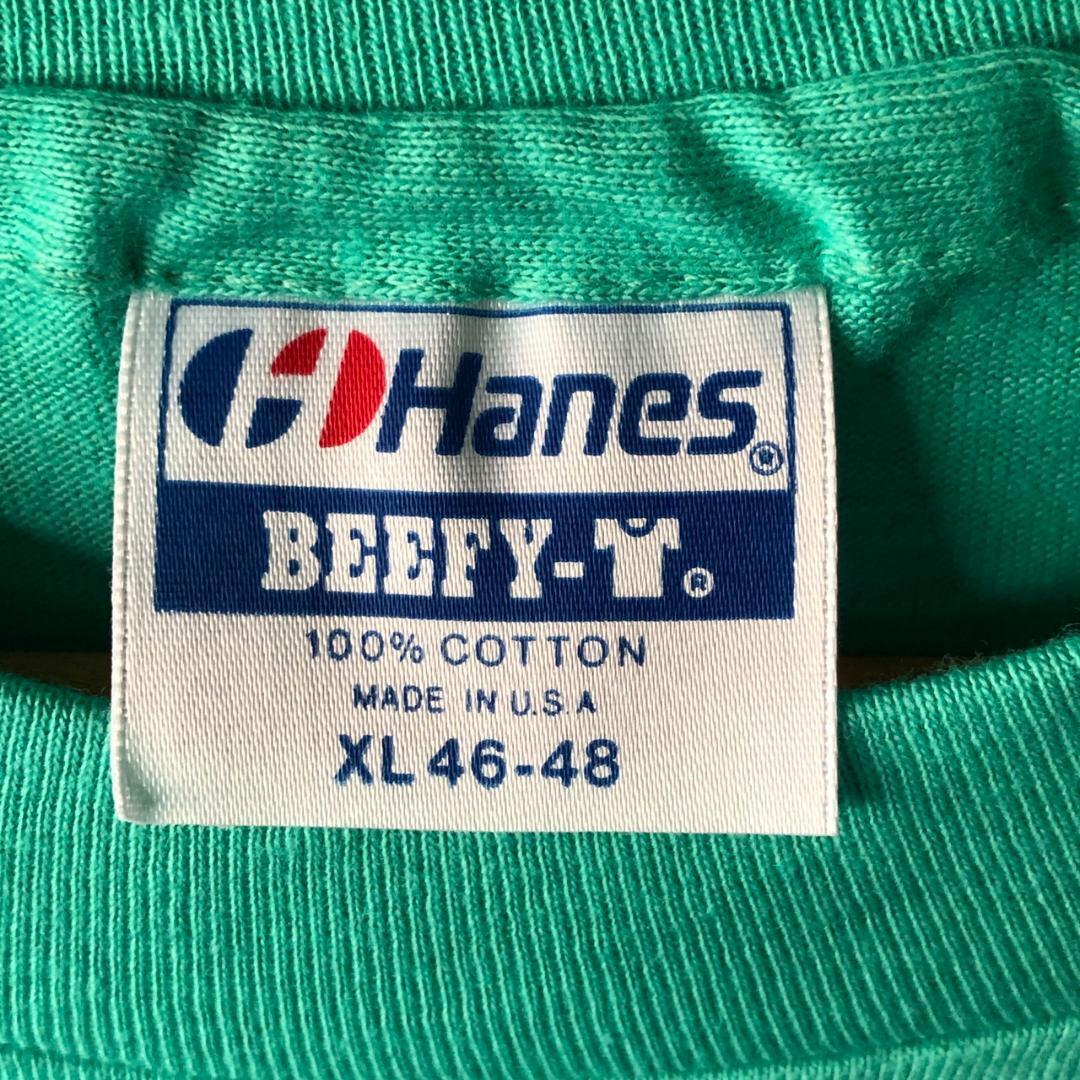 Hanes®
BEEFY-T®
100% COTTON
MADE IN U.S.A
XL 46-48